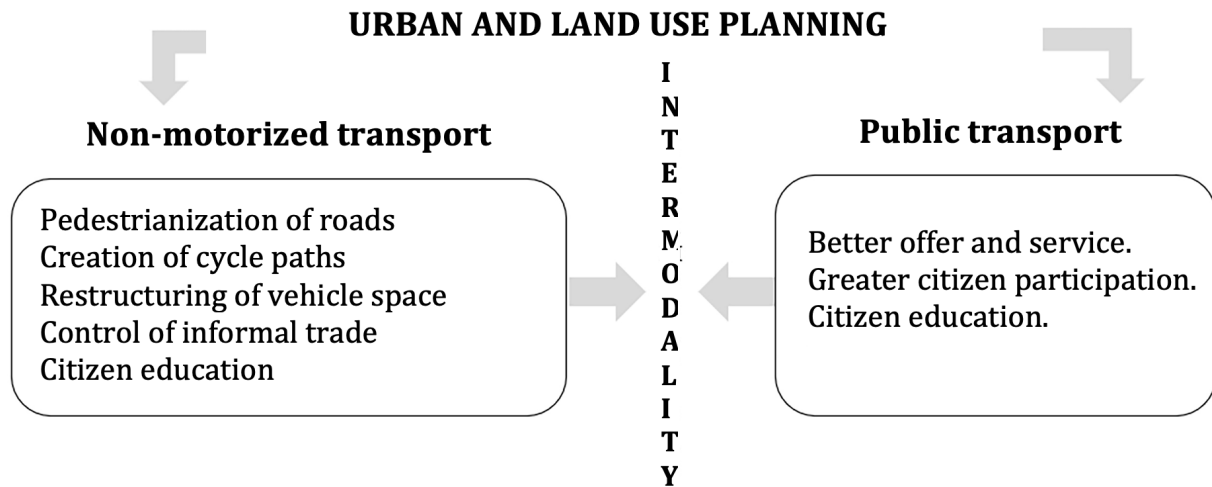 URBAN AND LAND USE PLANNING
Non-motorized transport
Pedestrianization of roads
Creation of cycle paths
Restructuring of vehicle space
Control of informal trade
Citizen education
INTERMODALITY
Public transport
Better offer and service.
Greater citizen participation.
Citizen education.